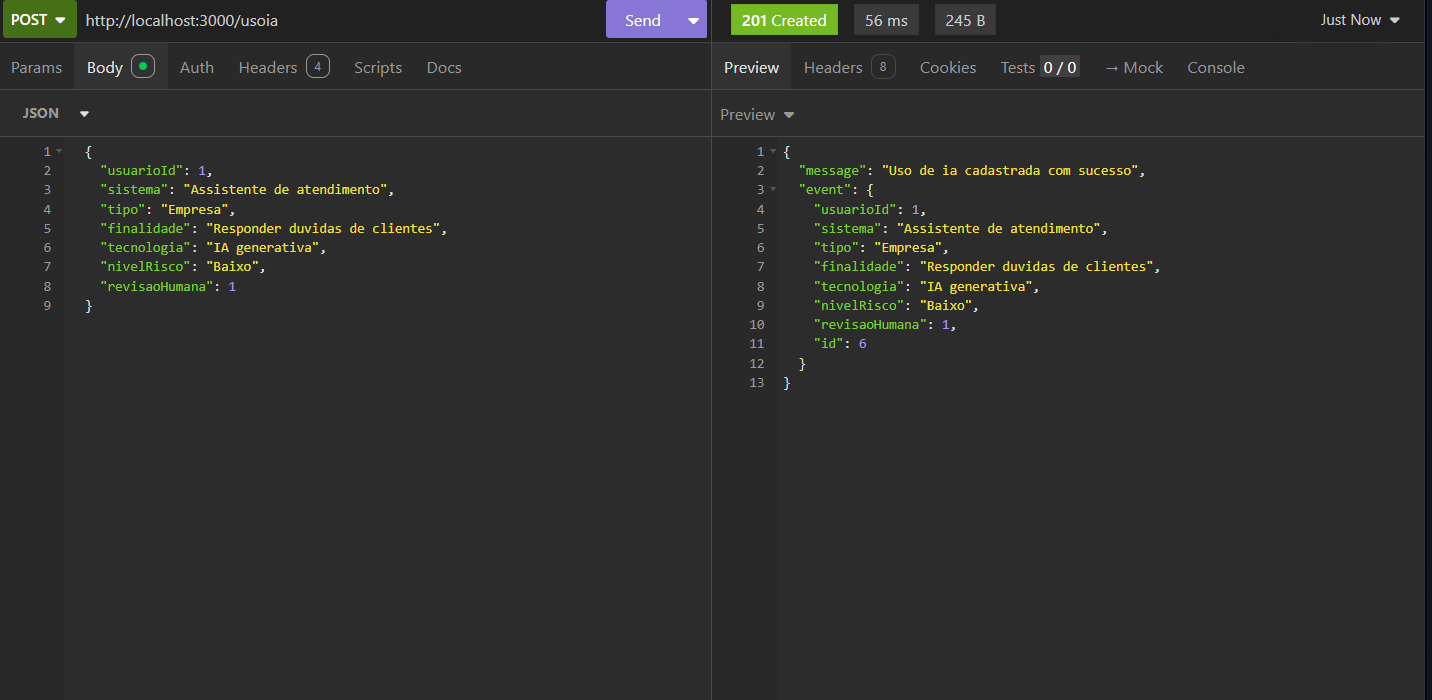 POST http://localhost:3000/usoia Send 201 Created 56 ms 245 B Just Now
Params Body Auth Headers 4 Scripts Docs
Preview Headers 8 Cookies Tests 0 / 0 → Mock Console
JSON
Preview
1 {
2 "usuarioId": 1,
3 "sistema": "Assistente de atendimento",
4 "tipo": "Empresa",
5 "finalidade": "Responder duvidas de clientes",
6 "tecnologia": "IA generativa",
7 "nivelRisco": "Baixo",
8 "revisaoHumana": 1
9 }
1 {
2 "message": "Uso de ia cadastrada com sucesso",
3 "event": {
4 "usuarioId": 1,
5 "sistema": "Assistente de atendimento",
6 "tipo": "Empresa",
7 "finalidade": "Responder duvidas de clientes",
8 "tecnologia": "IA generativa",
9 "nivelRisco": "Baixo",
10 "revisaoHumana": 1,
11 "id": 6
12 }
13 }